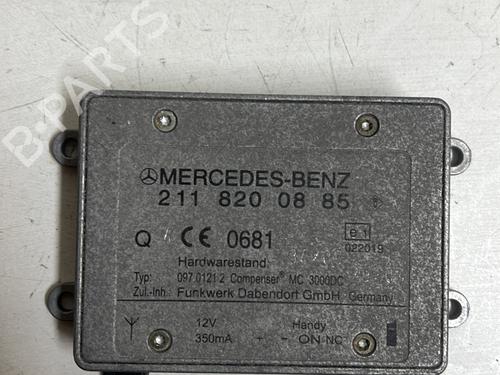 B-PARTS
MERCEDES-BENZ
211 820 08 85
Q CE 0681 e1
022019
Hardwarestand:
Typ: 097 0121 2 Compenser® MC 3000DC
Zul.-Inh.: Funkwerk Dabendorf GmbH, Germany
12V Handy
350mA + - ON NC